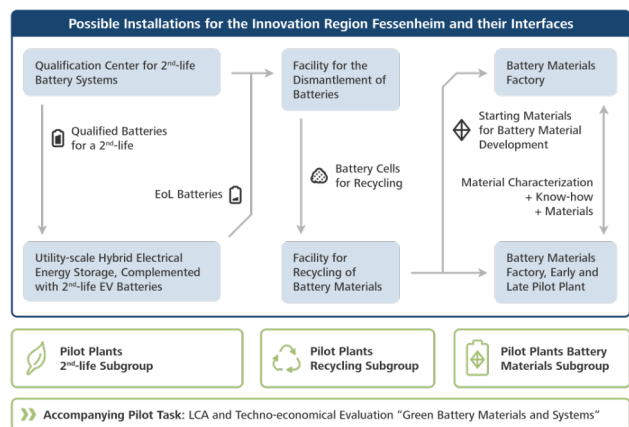 Possible Installations for the Innovation Region Fessenheim and their Interfaces
Qualification Center for 2nd-life
Battery Systems
Facility for the
Dismantlement of
Batteries
Battery Materials
Factory
Qualified Batteries
for a 2nd-life
Starting Materials
for Battery Material
Development
Battery Cells
for Recycling
EoL Batteries
Material Characterization
+ Know-how
+ Materials
Utility-scale Hybrid Electrical
Energy Storage, Complemented
with 2nd-life EV Batteries
Facility for
Recycling of
Battery Materials
Battery Materials
Factory, Early and
Late Pilot Plant
Pilot Plants
2nd-life Subgroup
Pilot Plants
Recycling Subgroup
Pilot Plants Battery
Materials Subgroup
Accompanying Pilot Task: LCA and Techno-economical Evaluation “Green Battery Materials and Systems“